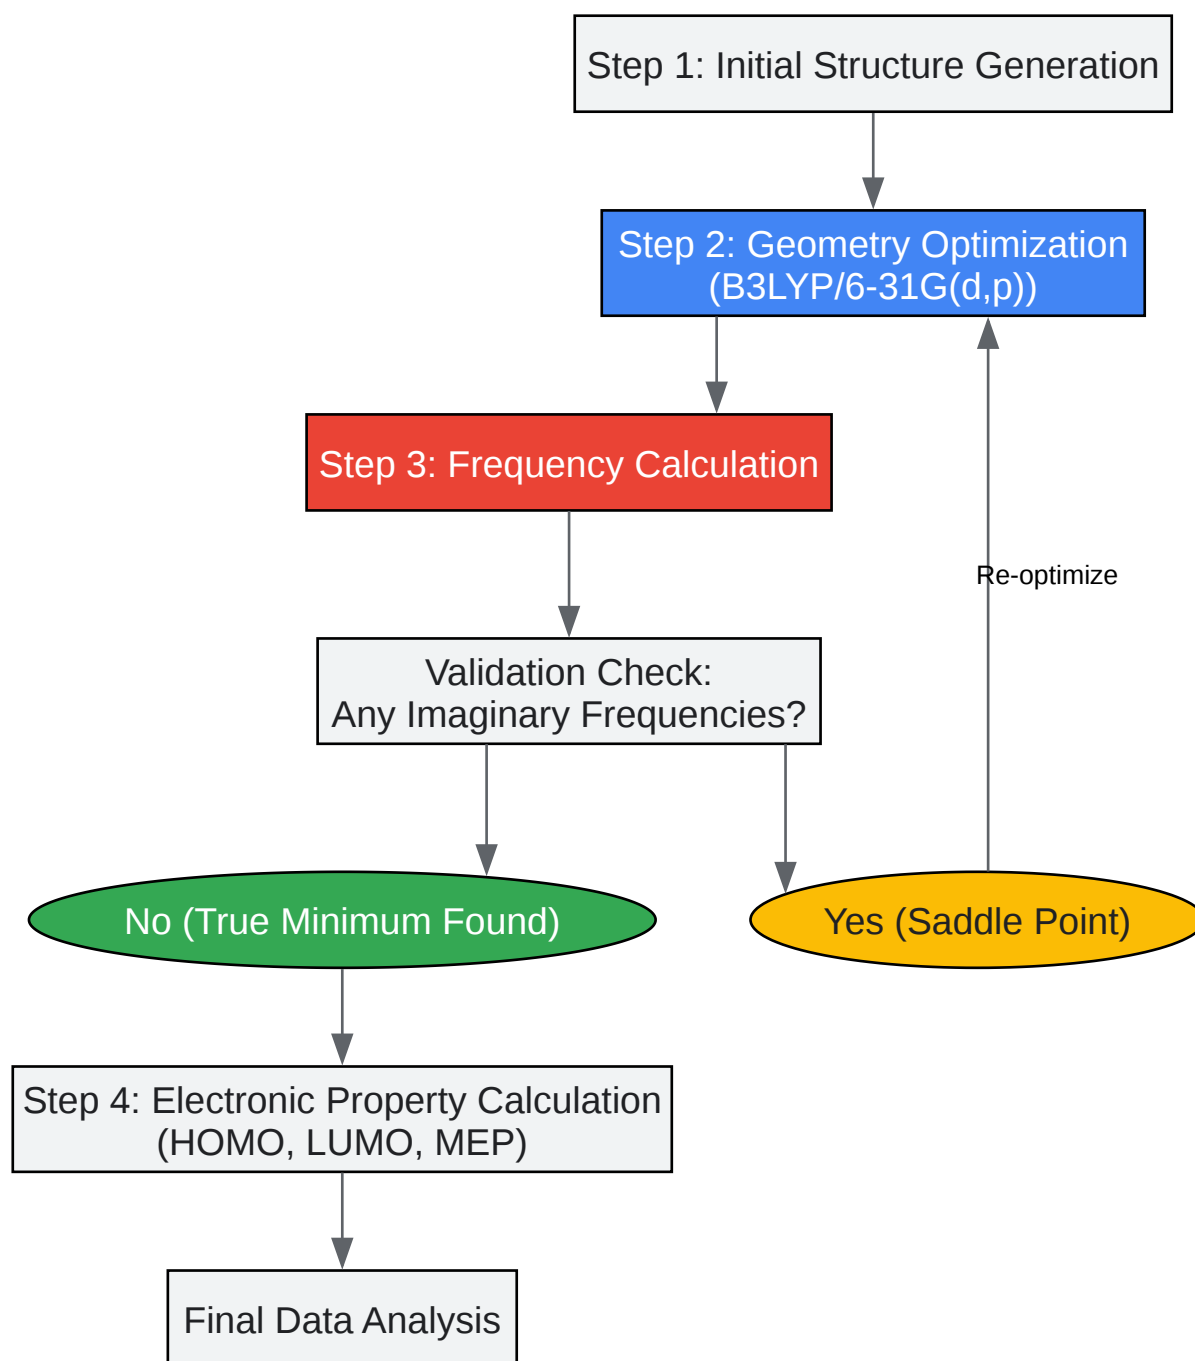 Step 1: Initial Structure Generation
Step 2: Geometry Optimization
(B3LYP/6-31G(d,p))
Step 3: Frequency Calculation
Re-optimize
Validation Check:
Any Imaginary Frequencies?
No (True Minimum Found)
Yes (Saddle Point)
Step 4: Electronic Property Calculation
(HOMO, LUMO, MEP)
Final Data Analysis